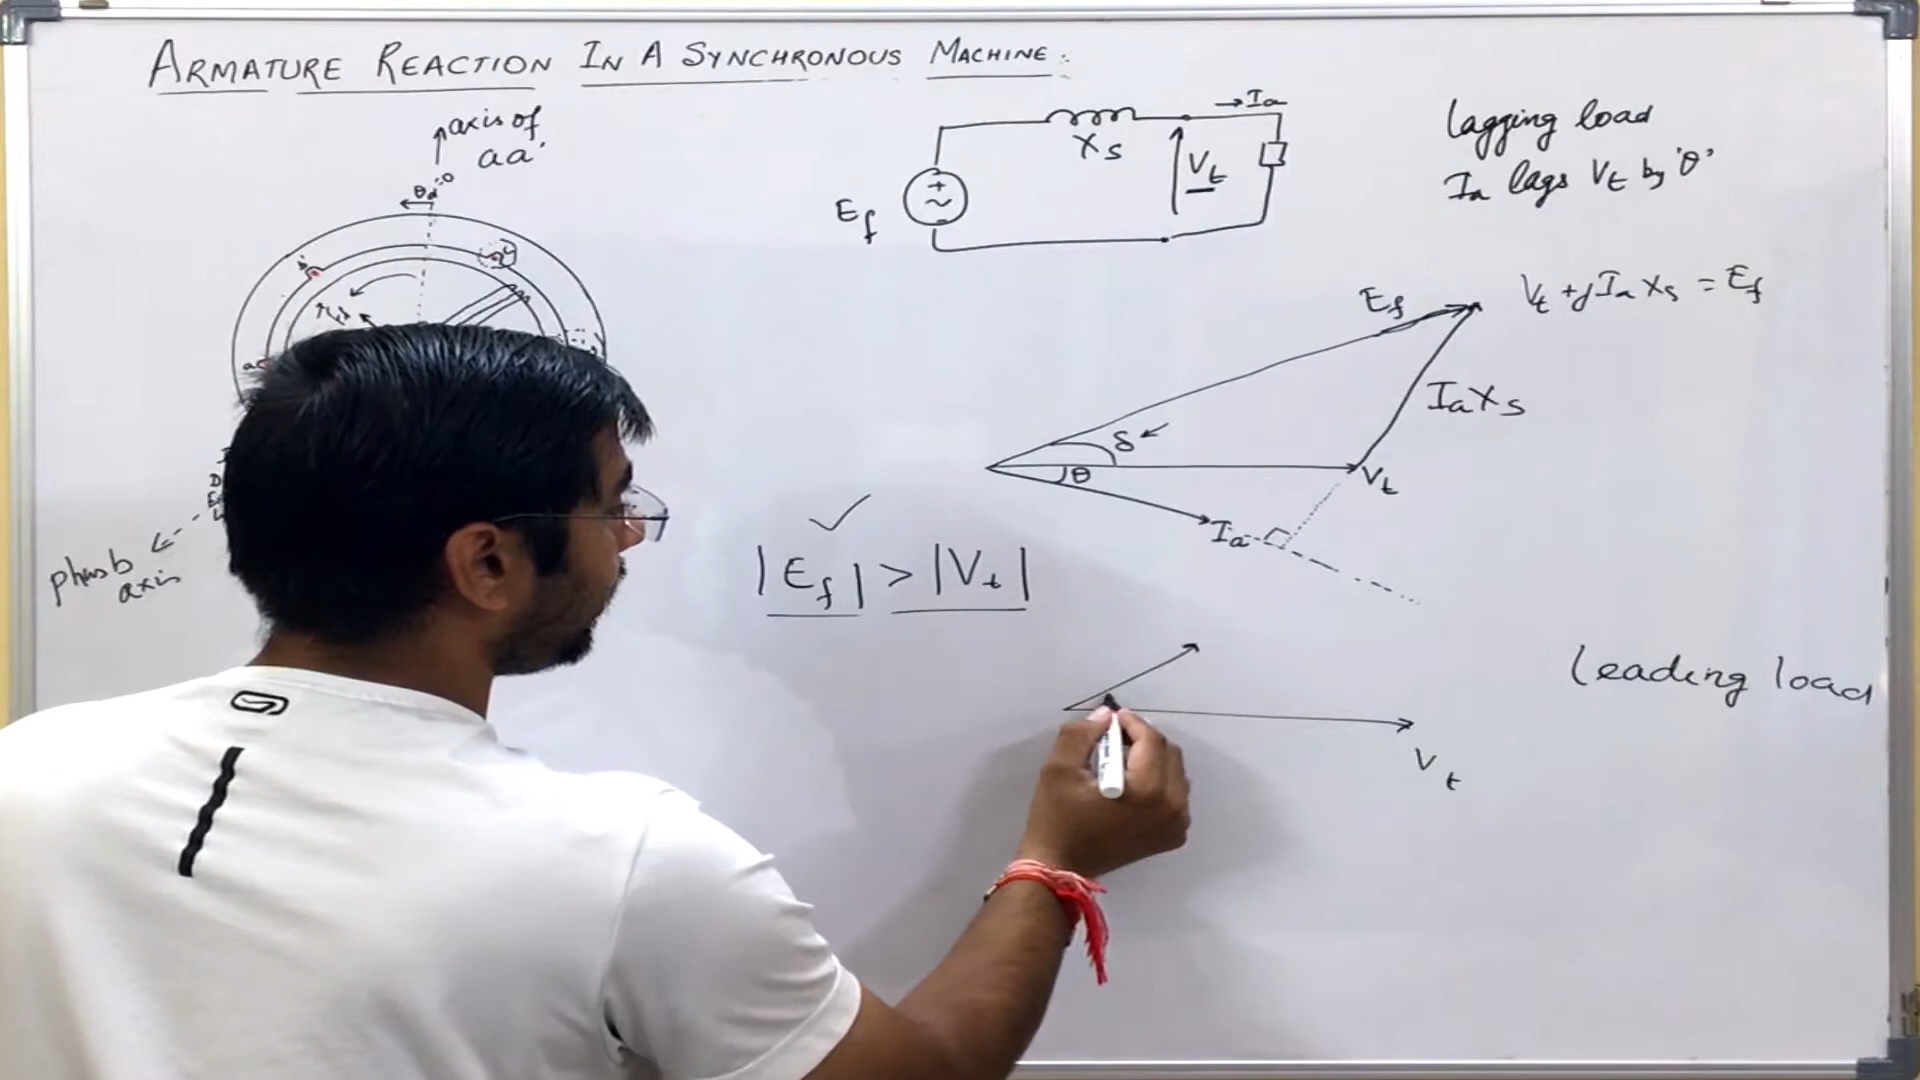 ARMATURE REACTION IN A SYNCHRONOUS MACHINE:
axis of
aa'
phas b
axis
Ef
Xs
Vt
→Ia
lagging load
Ia lags Vt by 'θ'
Ef
Vt + jIaXs = Ef
IaXs
δ
θ
Vt
Ia
|Ef| > |Vt|
leading load
Vt